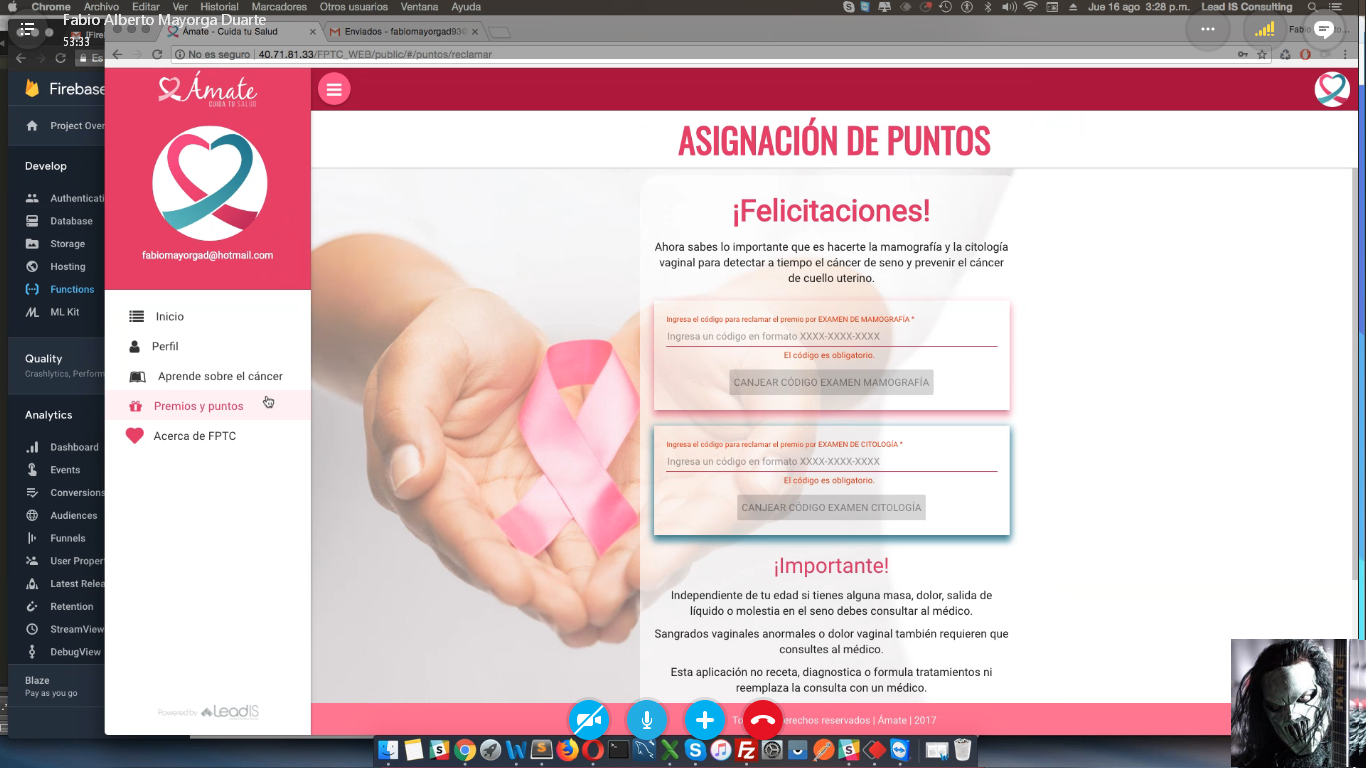 Chrome Archivo Editar Ver Historial Marcadores Otros usuarios Editor Ventana Ayuda
Jue 16 ago 3:28 p. m. Lead IS Consulting
Fabio Alberto Mayorga Duarte
53:33
Ámate - Cuida tu Salud
Enviados - fabiomayorgad93
No es seguro 40.71.81.33/FPTC_WEB/public/#/puntos/reclamar
Firebase
Project Over
Develop
Authenticati
Database
Storage
Hosting
Functions
ML Kit
Quality
Crashlytics, Perform
Analytics
Dashboard
Events
Conversions
Audiences
Funnels
User Proper
Latest Relea
Retention
StreamView
DebugView
Blaze
Pay as you go
Ámate
CUIDA TU SALUD
fabiomayorgad@hotmail.com
Inicio
Perfil
Aprende sobre el cáncer
Premios y puntos
Acerca de FPTC
Powered by LeadIS
ASIGNACIÓN DE PUNTOS
¡Felicitaciones!
Ahora sabes lo importante que es hacerte la mamografía y la citología
vaginal para detectar a tiempo el cáncer de seno y prevenir el cáncer
de cuello uterino.
Ingresa el código para reclamar el premio por EXAMEN DE MAMOGRAFÍA *
Ingresa un código en formato XXXX-XXXX-XXXX
El código es obligatorio.
CANJEAR CÓDIGO EXAMEN MAMOGRAFÍA
Ingresa el código para reclamar el premio por EXAMEN DE CITOLOGÍA *
Ingresa un código en formato XXXX-XXXX-XXXX
El código es obligatorio.
CANJEAR CÓDIGO EXAMEN CITOLOGÍA
¡Importante!
Independiente de tu edad si tienes alguna masa, dolor, salida de
líquido o molestia en el seno debes consultar al médico.
Sangrados vaginales anormales o dolor vaginal también requieren que
consultes al médico.
Esta aplicación no receta, diagnostica o formula tratamientos ni
reemplaza la consulta con un médico.
To erechos reservados | Ámate | 2017